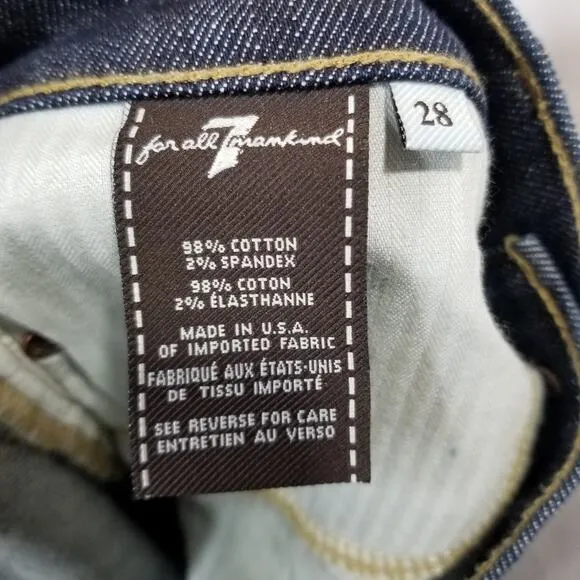 for all 7 mankind
28
98% COTTON
2% SPANDEX
98% COTON
2% ÉLASTHANNE
MADE IN U.S.A.
OF IMPORTED FABRIC
FABRIQUÉ AUX ÉTATS-UNIS
DE TISSU IMPORTÉ
SEE REVERSE FOR CARE
ENTRETIEN AU VERSO